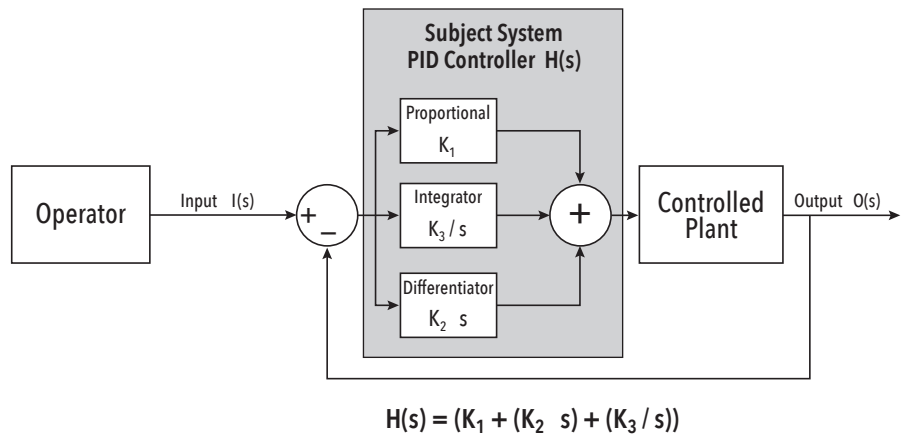 Subject System
PID Controller H(s)
Proportional
K₁
Operator
Input I(s)
+
−
Integrator
K₃ / s
+
Controlled
Plant
Output O(s)
Differentiator
K₂ s
H(s) = (K₁ + (K₂ s) + (K₃ / s))